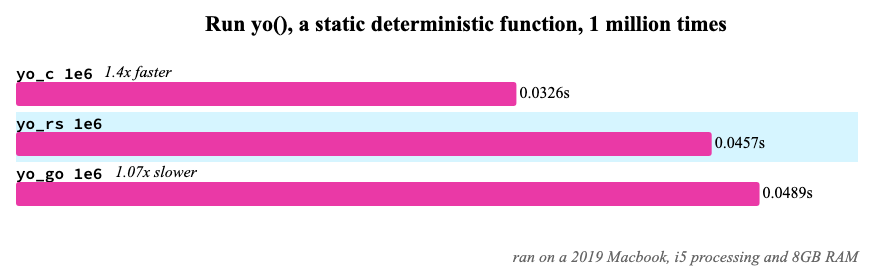 Run yo(), a static deterministic function, 1 million times
yo_c 1e6 1.4x faster
0.0326s
yo_rs 1e6
0.0457s
yo_go 1e6 1.07x slower
0.0489s
ran on a 2019 Macbook, i5 processing and 8GB RAM